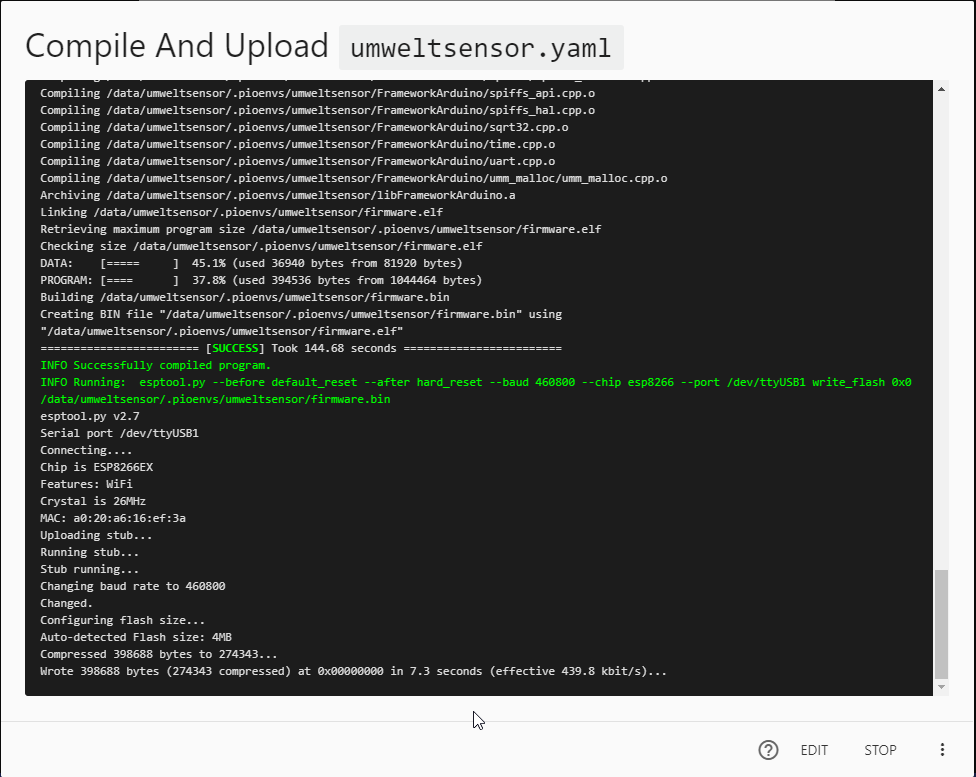 Compile And Upload umweltsensor.yaml
Compiling /data/umweltsensor/.pioenvs/umweltsensor/FrameworkArduino/spiffs_api.cpp.o
Compiling /data/umweltsensor/.pioenvs/umweltsensor/FrameworkArduino/spiffs_hal.cpp.o
Compiling /data/umweltsensor/.pioenvs/umweltsensor/FrameworkArduino/sqrt32.cpp.o
Compiling /data/umweltsensor/.pioenvs/umweltsensor/FrameworkArduino/time.cpp.o
Compiling /data/umweltsensor/.pioenvs/umweltsensor/FrameworkArduino/uart.cpp.o
Compiling /data/umweltsensor/.pioenvs/umweltsensor/FrameworkArduino/umm_malloc/umm_malloc.cpp.o
Archiving /data/umweltsensor/.pioenvs/umweltsensor/libFrameworkArduino.a
Linking /data/umweltsensor/.pioenvs/umweltsensor/firmware.elf
Retrieving maximum program size /data/umweltsensor/.pioenvs/umweltsensor/firmware.elf
Checking size /data/umweltsensor/.pioenvs/umweltsensor/firmware.elf
DATA:    [=====     ]  45.1% (used 36940 bytes from 81920 bytes)
PROGRAM: [====      ]  37.8% (used 394536 bytes from 1044464 bytes)
Building /data/umweltsensor/.pioenvs/umweltsensor/firmware.bin
Creating BIN file "/data/umweltsensor/.pioenvs/umweltsensor/firmware.bin" using
"/data/umweltsensor/.pioenvs/umweltsensor/firmware.elf"
======================== [SUCCESS] Took 144.68 seconds ========================
INFO Successfully compiled program.
INFO Running:  esptool.py --before default_reset --after hard_reset --baud 460800 --chip esp8266 --port /dev/ttyUSB1 write_flash 0x0
/data/umweltsensor/.pioenvs/umweltsensor/firmware.bin
esptool.py v2.7
Serial port /dev/ttyUSB1
Connecting....
Chip is ESP8266EX
Features: WiFi
Crystal is 26MHz
MAC: a0:20:a6:16:ef:3a
Uploading stub...
Running stub...
Stub running...
Changing baud rate to 460800
Changed.
Configuring flash size...
Auto-detected Flash size: 4MB
Compressed 398688 bytes to 274343...
Wrote 398688 bytes (274343 compressed) at 0x00000000 in 7.3 seconds (effective 439.8 kbit/s)...
? EDIT STOP